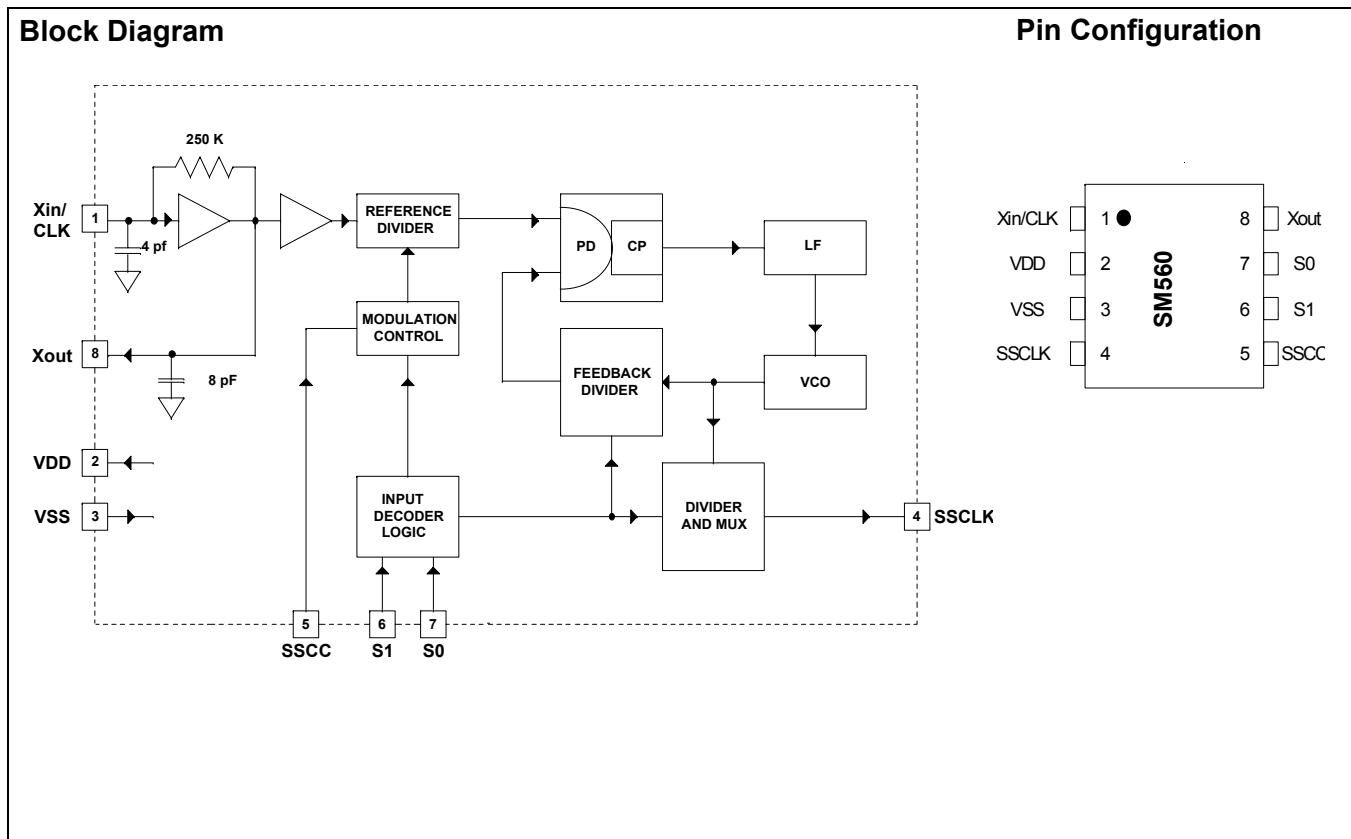 Block Diagram
Pin Configuration
250 K
Xin/
CLK
1
4 pf
REFERENCE
DIVIDER
PD
CP
LF
MODULATION
CONTROL
Xout
8
8 pF
FEEDBACK
DIVIDER
VCO
VDD
2
VSS
3
INPUT
DECODER
LOGIC
DIVIDER
AND MUX
4
SSCLK
5
6
7
SSCC
S1
S0
Xin/CLK
1
8
Xout
VDD
2
7
S0
VSS
3
6
S1
SSCLK
4
5
SSCC
SM560